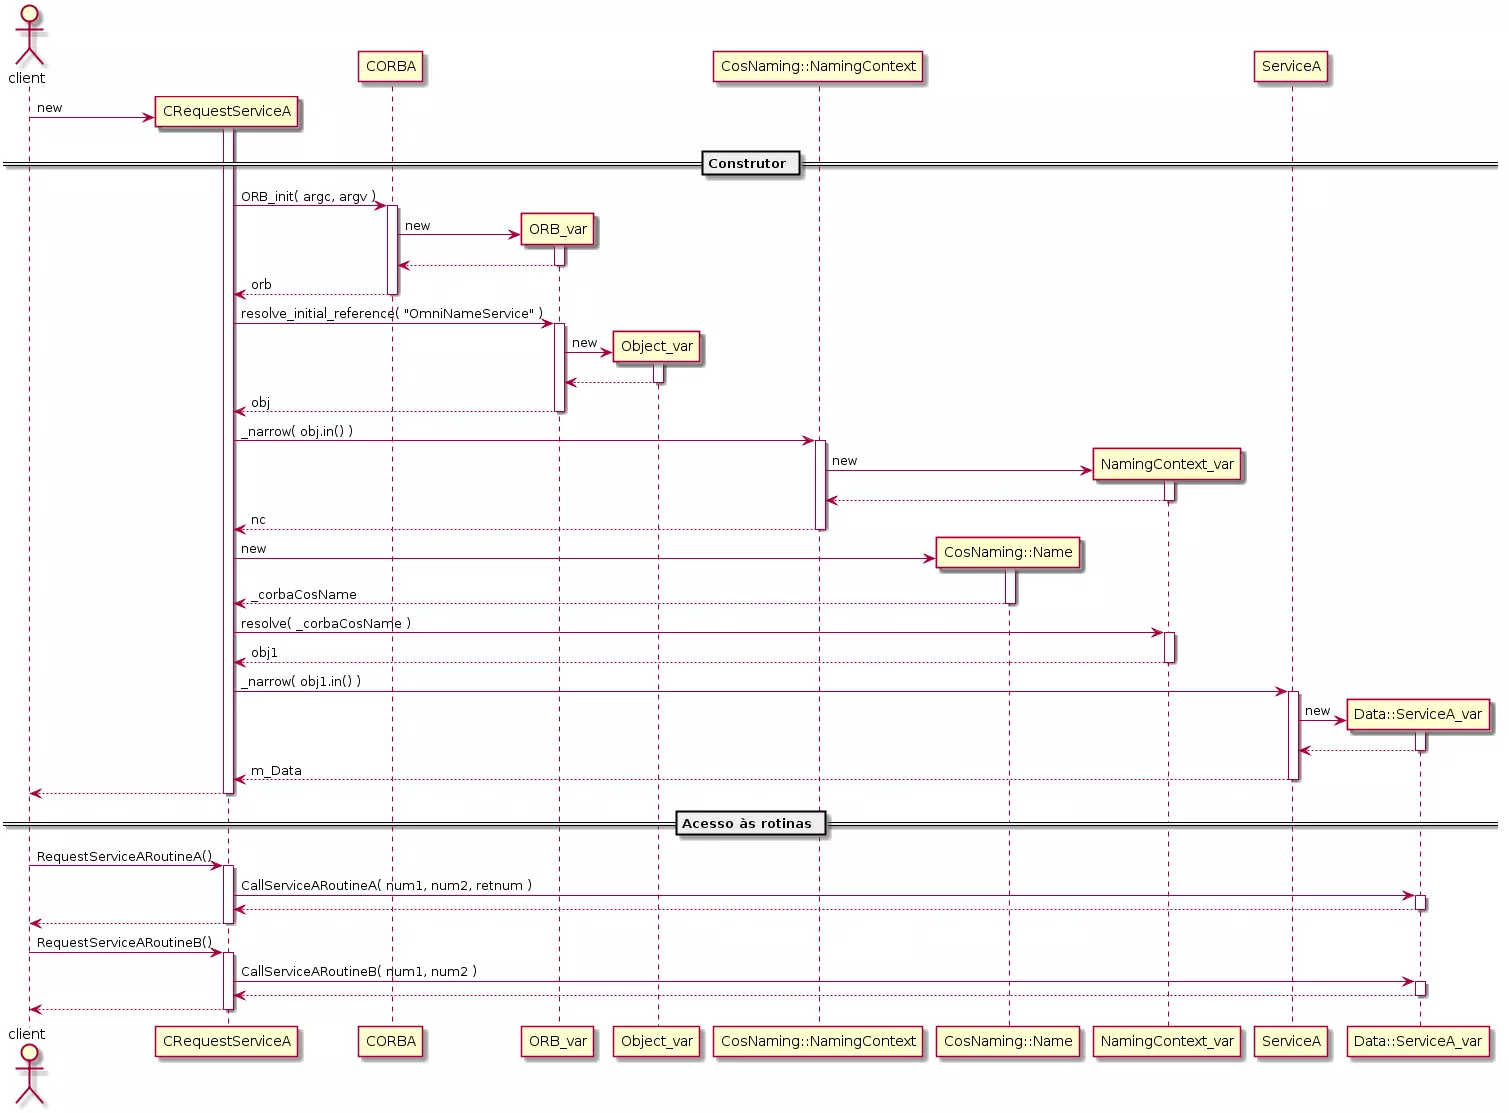 client
CORBA
CosNaming::NamingContext
ServiceA
new
CRequestServiceA
Construtor
ORB_init( argc, argv )
new
ORB_var
orb
resolve_initial_reference( "OmniNameService" )
new
Object_var
obj
_narrow( obj.in() )
new
NamingContext_var
nc
new
CosNaming::Name
_corbaCosName
resolve( _corbaCosName )
obj1
_narrow( obj1.in() )
new
Data::ServiceA_var
m_Data
Acesso às rotinas
RequestServiceARoutineA()
CallServiceARoutineA( num1, num2, retnum )
RequestServiceARoutineB()
CallServiceARoutineB( num1, num2 )
client
CRequestServiceA
CORBA
ORB_var
Object_var
CosNaming::NamingContext
CosNaming::Name
NamingContext_var
ServiceA
Data::ServiceA_var